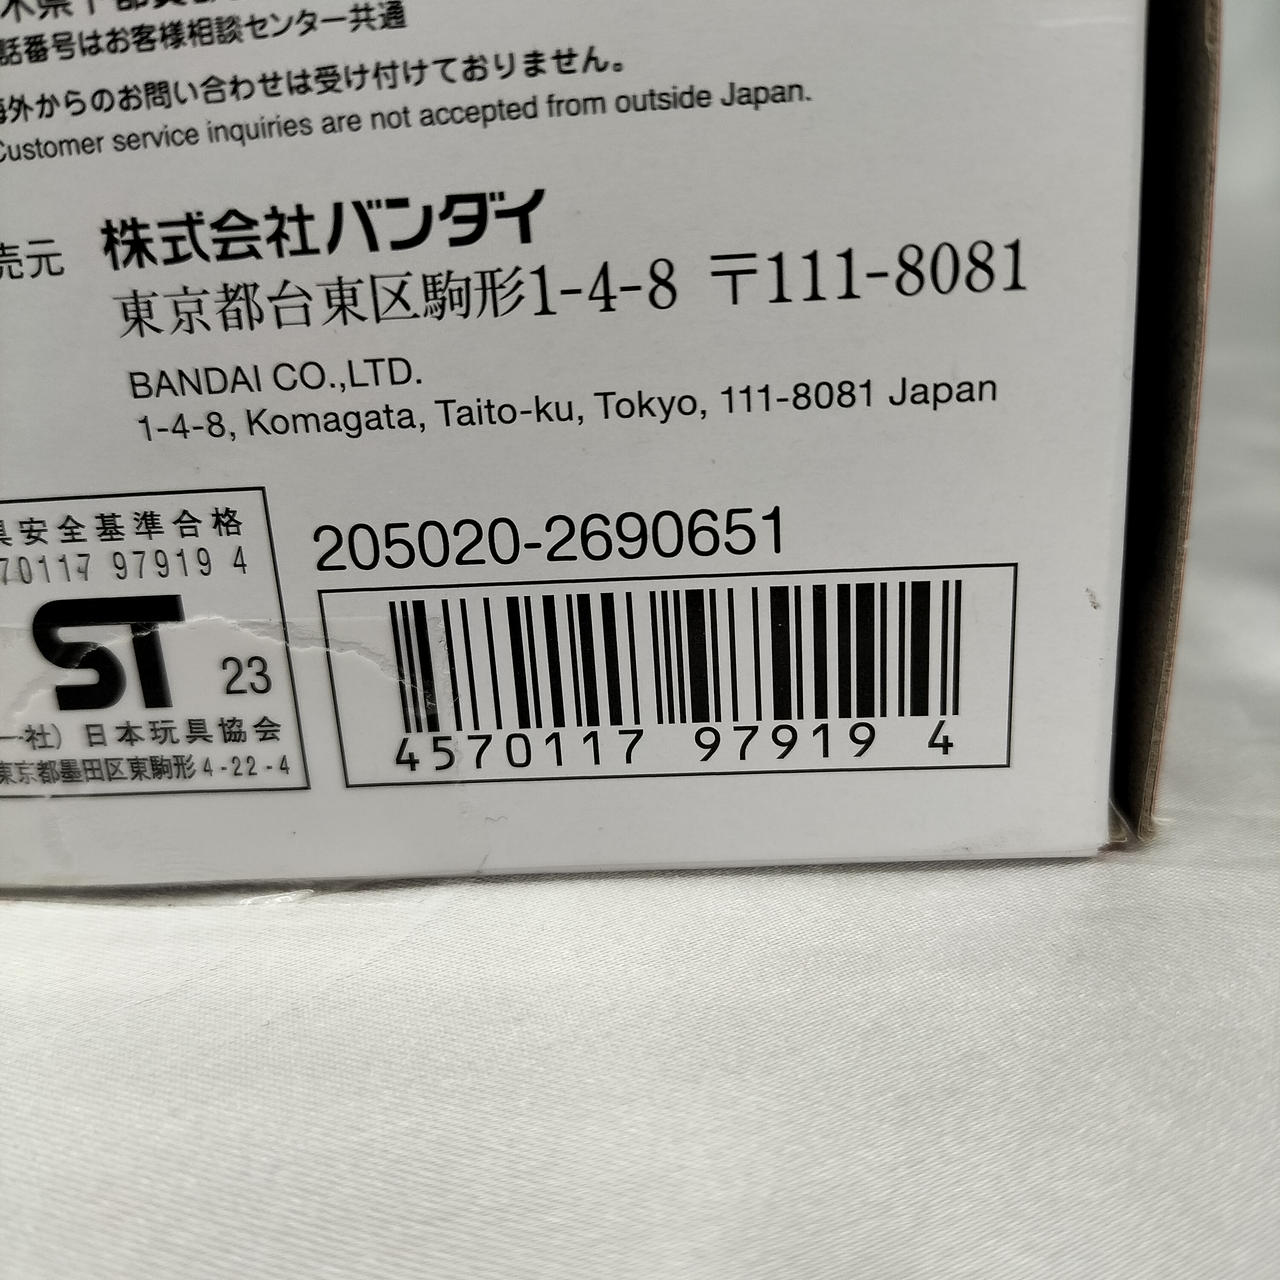 話番号はお客様相談センター共通
海外からのお問い合わせは受け付けておりません。
Customer service inquiries are not accepted from outside Japan.
売元 株式会社バンダイ
東京都台東区駒形1-4-8 〒111-8081
BANDAI CO.,LTD.
1-4-8, Komagata, Taito-ku, Tokyo, 111-8081 Japan
具安全基準合格
70117 97919 4
ST 23
一社) 日本玩具協会
東京都墨田区東駒形4-22-4
205020-2690651
4570117 97919 4